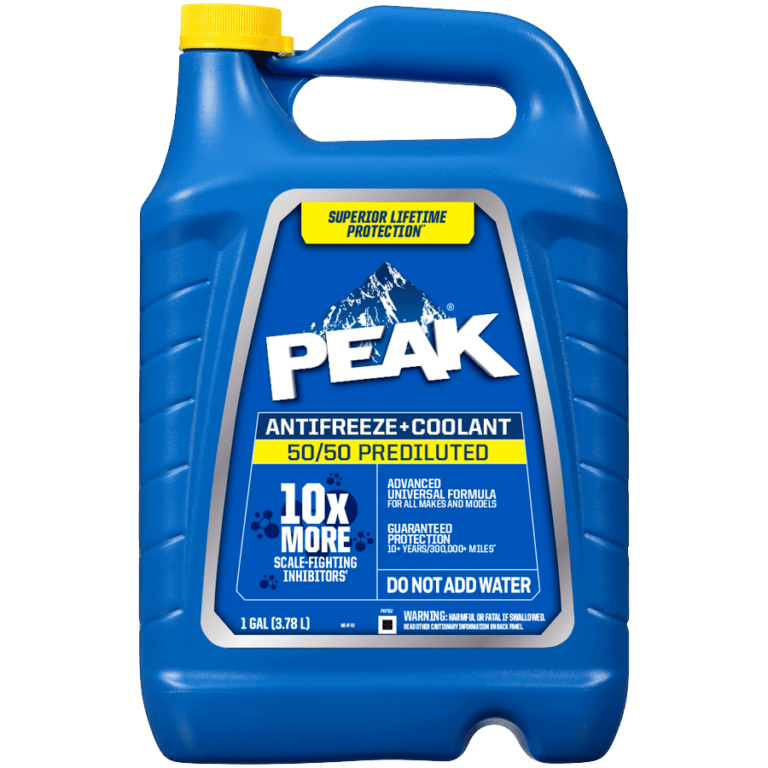 SUPERIOR LIFETIME
PROTECTION**
PEAK®
ANTIFREEZE+COOLANT
50/50 PREDILUTED
10x
MORE
SCALE-FIGHTING
INHIBITORS†
ADVANCED
UNIVERSAL FORMULA
FOR ALL MAKES AND MODELS
GUARANTEED
PROTECTION
10+ YEARS/300,000+ MILES*
DO NOT ADD WATER
1 GAL (3.78 L)
WARNING: HARMFUL OR FATAL IF SWALLOWED.
READ OTHER CAUTIONARY INFORMATION ON BACK PANEL.